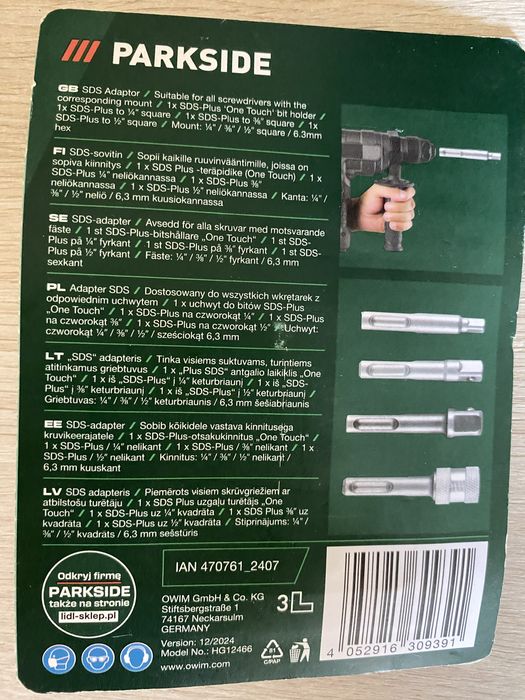 PARKSIDE
GB SDS Adaptor / Suitable for all screwdrivers with the
corresponding mount / 1x SDS-Plus 'One Touch' bit holder /
1x SDS-Plus to ¼" square / 1x SDS-Plus to ⅜" square / 1x
SDS-Plus to ½" square / Mount: ¼" / ⅜" / ½" square / 6.3mm
hex
FI SDS-sovitin / Sopii kaikille ruuvinvääntimille, joissa on
sopiva kiinnitys / 1 x SDS Plus -teräpidike (One Touch) / 1 x
SDS-Plus ¼" neliökannassa / 1 x SDS-Plus ⅜"
neliökannassa / 1 x SDS-Plus ½" neliökannassa / Kanta: ¼" /
⅜" / ½" neliö / 6,3 mm kuusiokannassa
SE SDS-adapter / Avsedd för alla skruvar med motsvarande
fäste / 1 st SDS-Plus-bitshållare „One Touch" / 1 st SDS-
Plus på ¼" fyrkant / 1 st SDS-Plus på ⅜" fyrkant / 1 st SDS-
Plus på ½" fyrkant / Fäste: ¼" / ⅜" / ½" fyrkant / 6,3 mm
sexkant
PL Adapter SDS / Dostosowany do wszystkich wkrętarek z
odpowiednim uchwytem / 1 x uchwyt do bitów SDS-Plus
„One Touch" / 1 x SDS-Plus na czworokąt ¼" / 1 x SDS-Plus
na czworokąt ⅜" / 1 x SDS-Plus na czworokąt ½" / Uchwyt:
czworokąt ¼" / ⅜" / ½" / sześciokąt 6,3 mm
LT „SDS" adapteris / Tinka visiems suktuvams, turintiems
atitinkamus griebtuvus / 1 x „Plus SDS" antgalio laikiklis „One
Touch" / 1 x iš „SDS-Plus" į ¼" keturbriaunį / 1 x iš „SDS-
Plus" į ⅜" keturbriaunį / 1 x iš „SDS-Plus" į ½" keturbriaunį /
Griebtuvas: ¼" / ⅜" / ½" keturbriaunis / 6,3 mm šešiabriaunis
EE SDS-adapter / Sobib kõikidele vastava kinnitusega
kruvikeerajatele / 1 x SDS-Plus-otsakukinnitus „One Touch" /
1 x SDS-Plus / ¼" nelikant / 1 x SDS-Plus / ⅜" nelikant / 1 x
SDS-Plus / ½" nelikant / Kinnitus: ¼" / ⅜" / ½" nelikant /
6,3 mm kuuskant
LV SDS adapteris / Piemērots visiem skrūvgriežiem ar
atbilstošu turētāju / 1 x SDS Plus uzgaļu turētājs „One
Touch" / 1 x SDS-Plus uz ¼" kvadrāta / 1 x SDS Plus ⅜" uz
kvadrāta / 1 x SDS-Plus uz ½" kvadrāta / Stiprinājums: ¼" /
⅜" / ½" kvadrāts / 6,3 mm sešstūris
Odkryj firmę
PARKSIDE
także na stronie
lidl-sklep.pl
IAN 470761_2407
OWIM GmbH & Co. KG
Stiftsbergstraße 1
74167 Neckarsulm
GERMANY
Version: 12/2024
Model No.: HG12466
www.owim.com
3
81
C/PAP
4 052916 309391